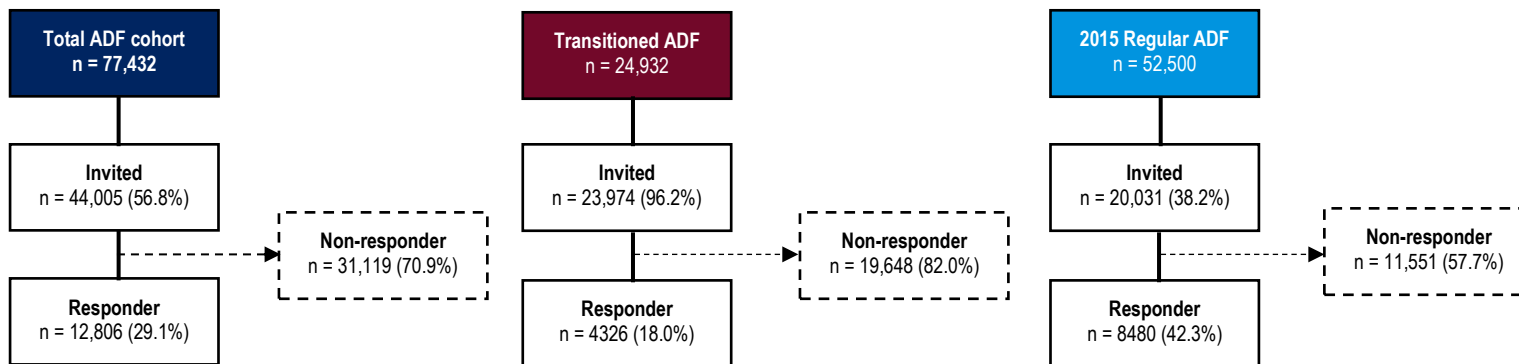 Total ADF cohort
n = 77,432
Invited
n = 44,005 (56.8%)
Non-responder
n = 31,119 (70.9%)
Responder
n = 12,806 (29.1%)
Transitioned ADF
n = 24,932
Invited
n = 23,974 (96.2%)
Non-responder
n = 19,648 (82.0%)
Responder
n = 4326 (18.0%)
2015 Regular ADF
n = 52,500
Invited
n = 20,031 (38.2%)
Non-responder
n = 11,551 (57.7%)
Responder
n = 8480 (42.3%)